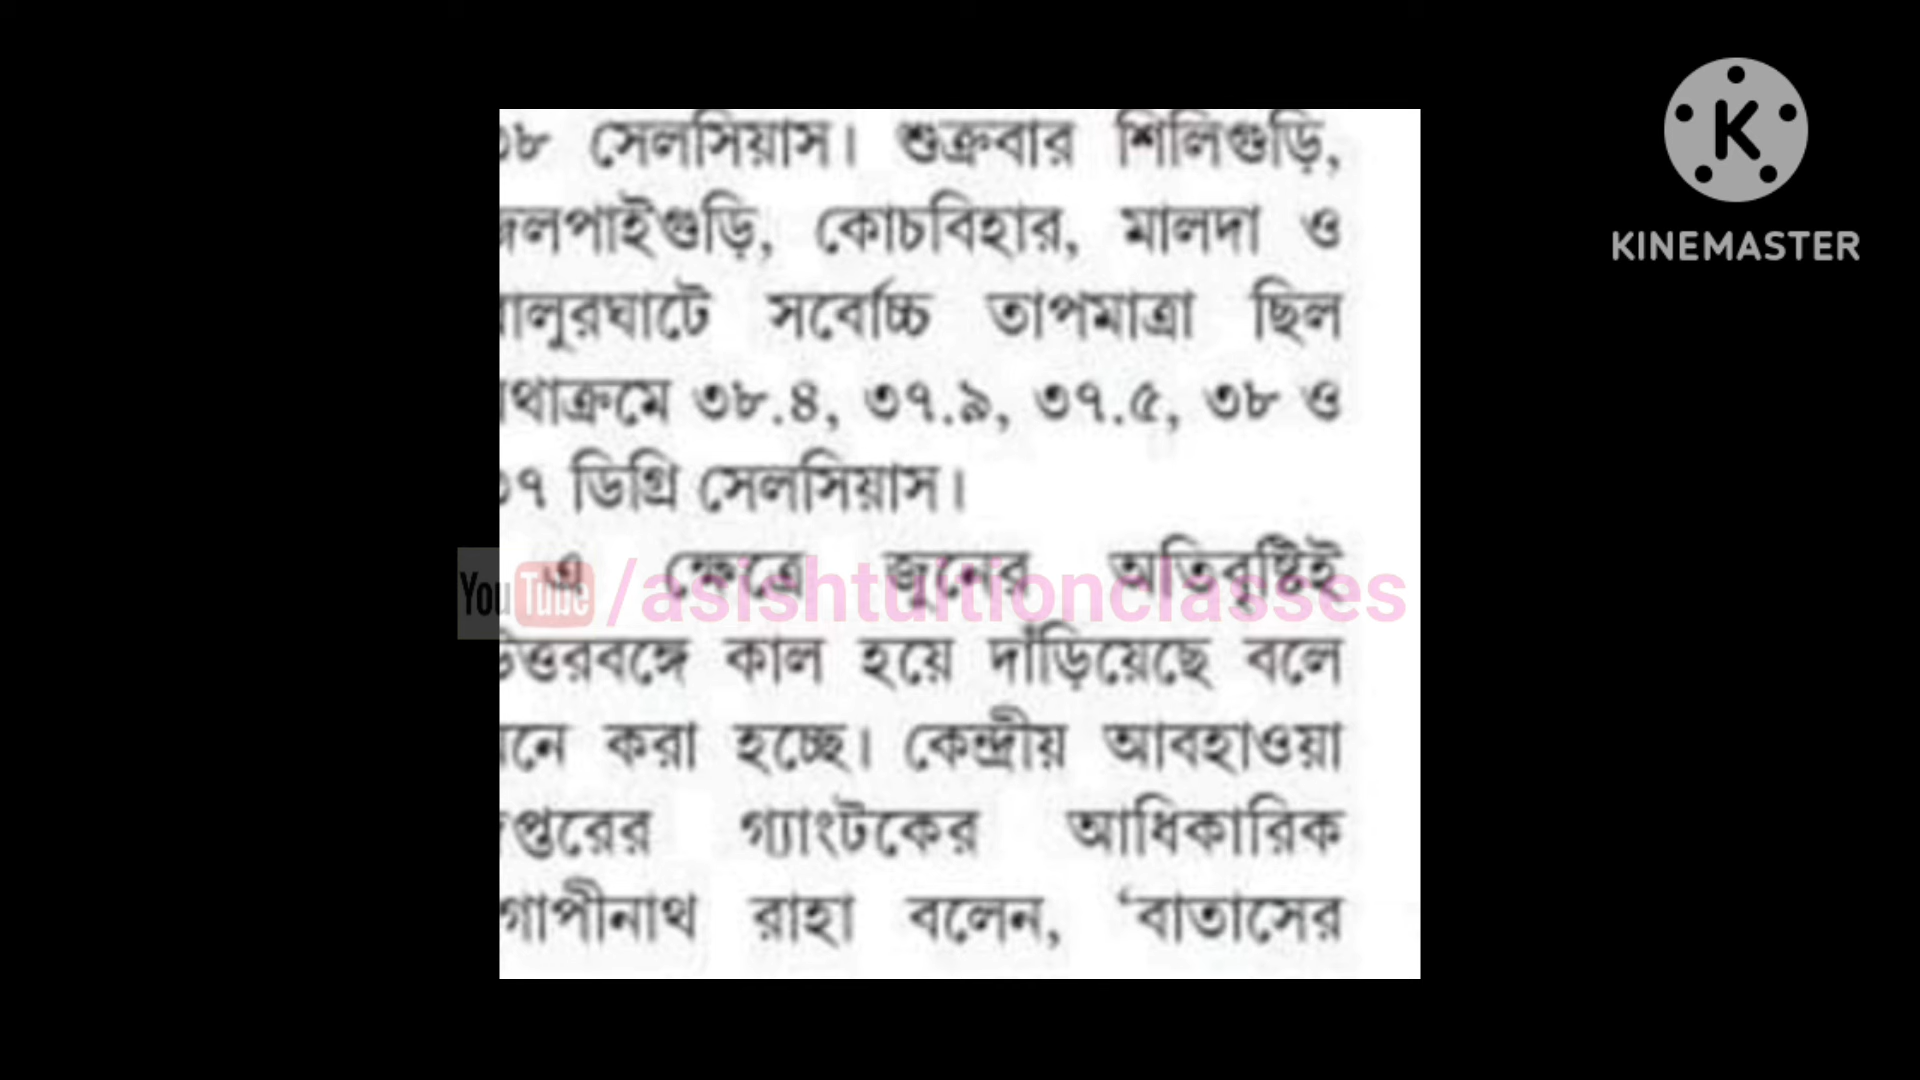 ৩৮ সেলসিয়াস। শুক্রবার শিলিগুড়ি,
জলপাইগুড়ি, কোচবিহার, মালদা ও
বালুরঘাটে সর্বোচ্চ তাপমাত্রা ছিল
যথাক্রমে ৩৮.৪, ৩৭.৯, ৩৭.৫, ৩৮ ও
৩৭ ডিগ্রি সেলসিয়াস।
এ ক্ষেত্রে জুনের অতিবৃষ্টিই
উত্তরবঙ্গে কাল হয়ে দাঁড়িয়েছে বলে
মনে করা হচ্ছে। কেন্দ্রীয় আবহাওয়া
দপ্তরের গ্যাংটকের আধিকারিক
গোপীনাথ রাহা বলেন, ‘বাতাসের
YouTube/asishtuitionclasses
KINEMASTER